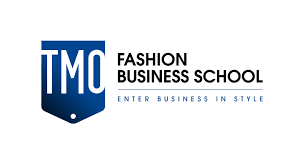 TMO
FASHION
BUSINESS SCHOOL
ENTER BUSINESS IN STYLE